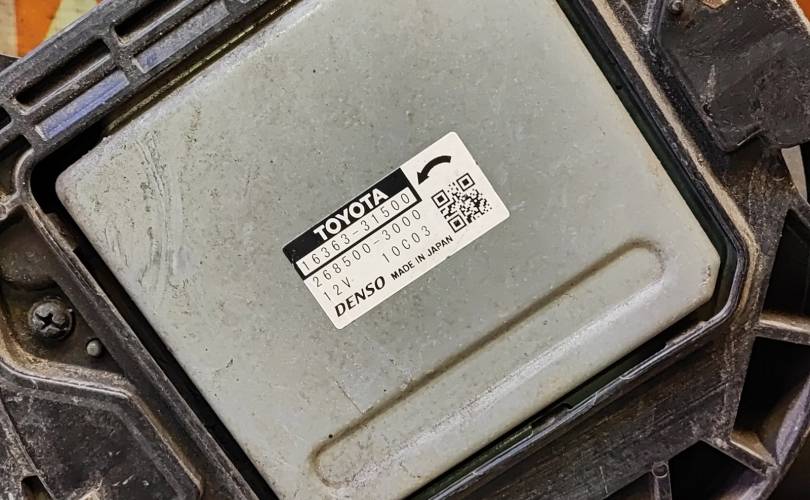 TOYOTA
16363-31500
268500-3000
12V 10C03
DENSO MADE IN JAPAN